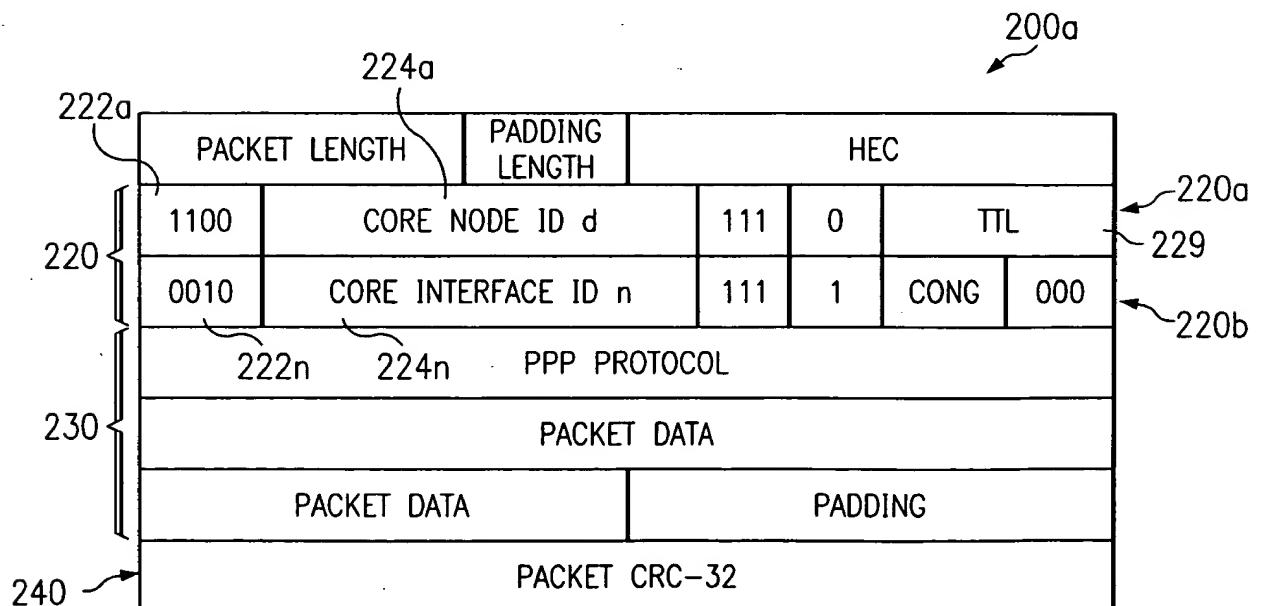 200a
224a
222a
PACKET LENGTH PADDING LENGTH HEC
1100 CORE NODE ID d 111 0 TTL
220a
229
220
0010 CORE INTERFACE ID n 111 1 CONG 000
220b
222n 224n PPP PROTOCOL
230
PACKET DATA
PACKET DATA PADDING
240 PACKET CRC-32